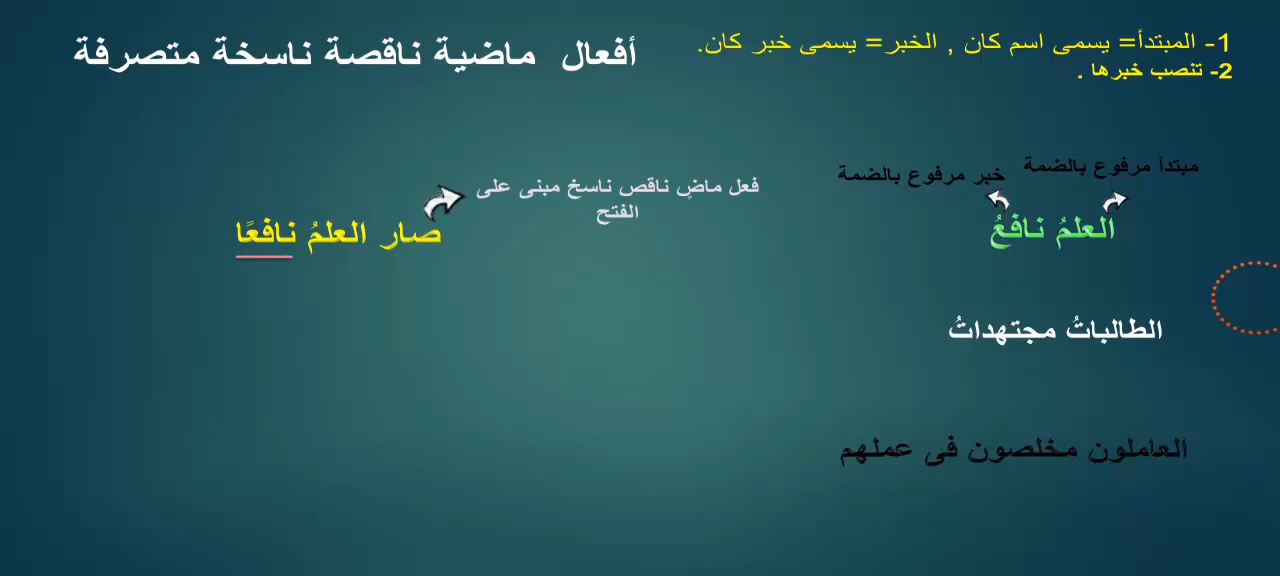 1- المبتدأ= يسمى اسم كان , الخبر= يسمى خبر كان.
2- تنصب خبرها .
أفعال ماضية ناقصة ناسخة متصرفة
مبتدأ مرفوع بالضمة
خبر مرفوع بالضمة
العلمُ نافعُ
فعل ماضٍ ناقص ناسخ مبنى على
الفتح
صار العلمُ نافعًا
الطالباتُ مجتهداتُ
العاملون مخلصون فى عملهم